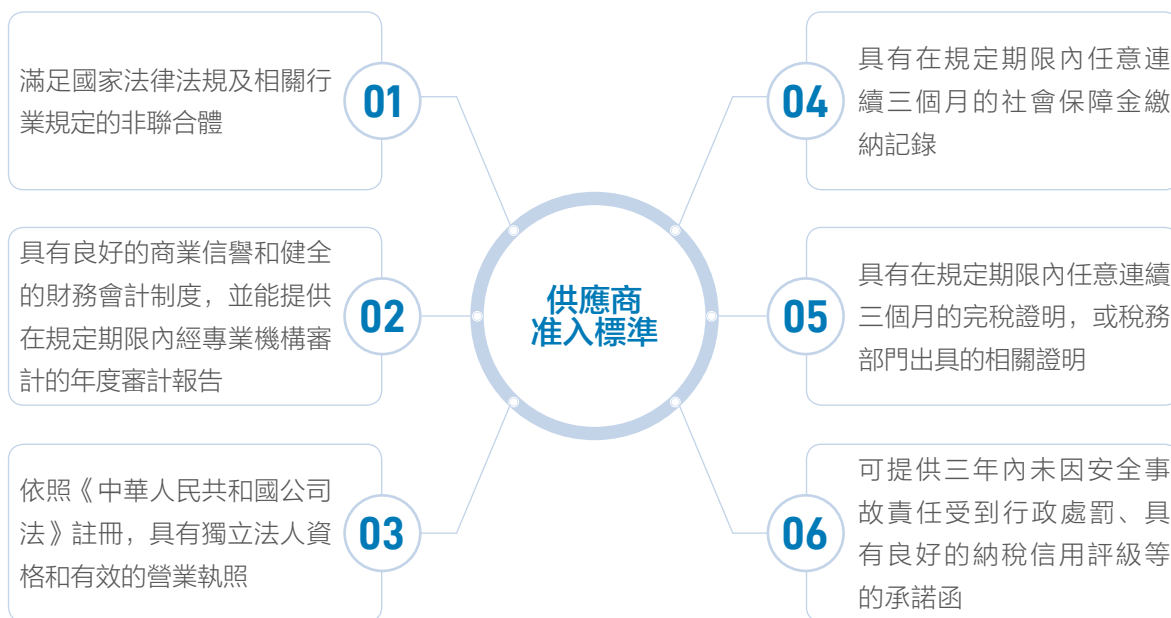 滿足國家法律法規及相關行
業規定的非聯合體
01
具有良好的商業信譽和健全
的財務會計制度，並能提供
在規定期限內經專業機構審
計的年度審計報告
02
依照《中華人民共和國公司
法》註冊，具有獨立法人資
格和有效的營業執照
03
供應商
准入標準
04
具有在規定期限內任意連
續三個月的社會保障金繳
納記錄
05
具有在規定期限內任意連續
三個月的完稅證明，或稅務
部門出具的相關證明
06
可提供三年內未因安全事
故責任受到行政處罰、具
有良好的納稅信用評級等
的承諾函